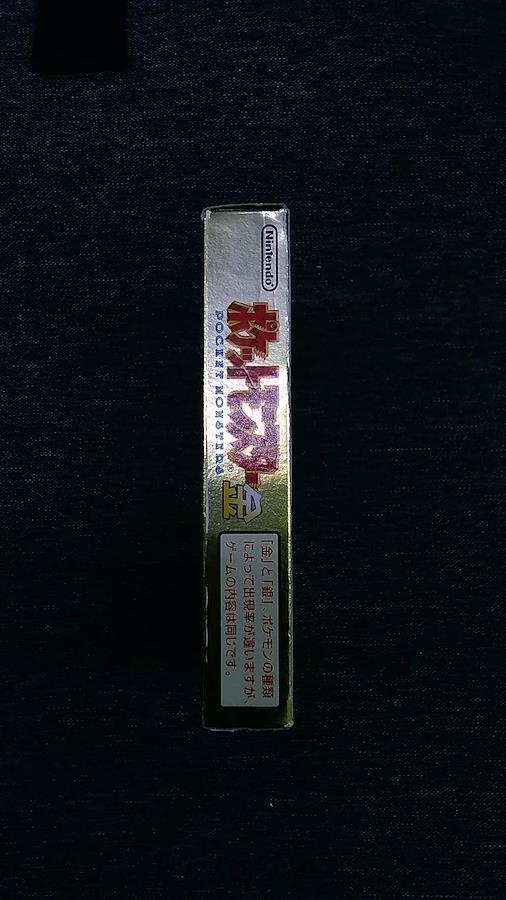 Nintendo
ポケットモンスター金
POCKET MONSTERS®
「金」と「銀」、ポケモンの種類
によって出現率が違いますが、
ゲームの内容は同じです。